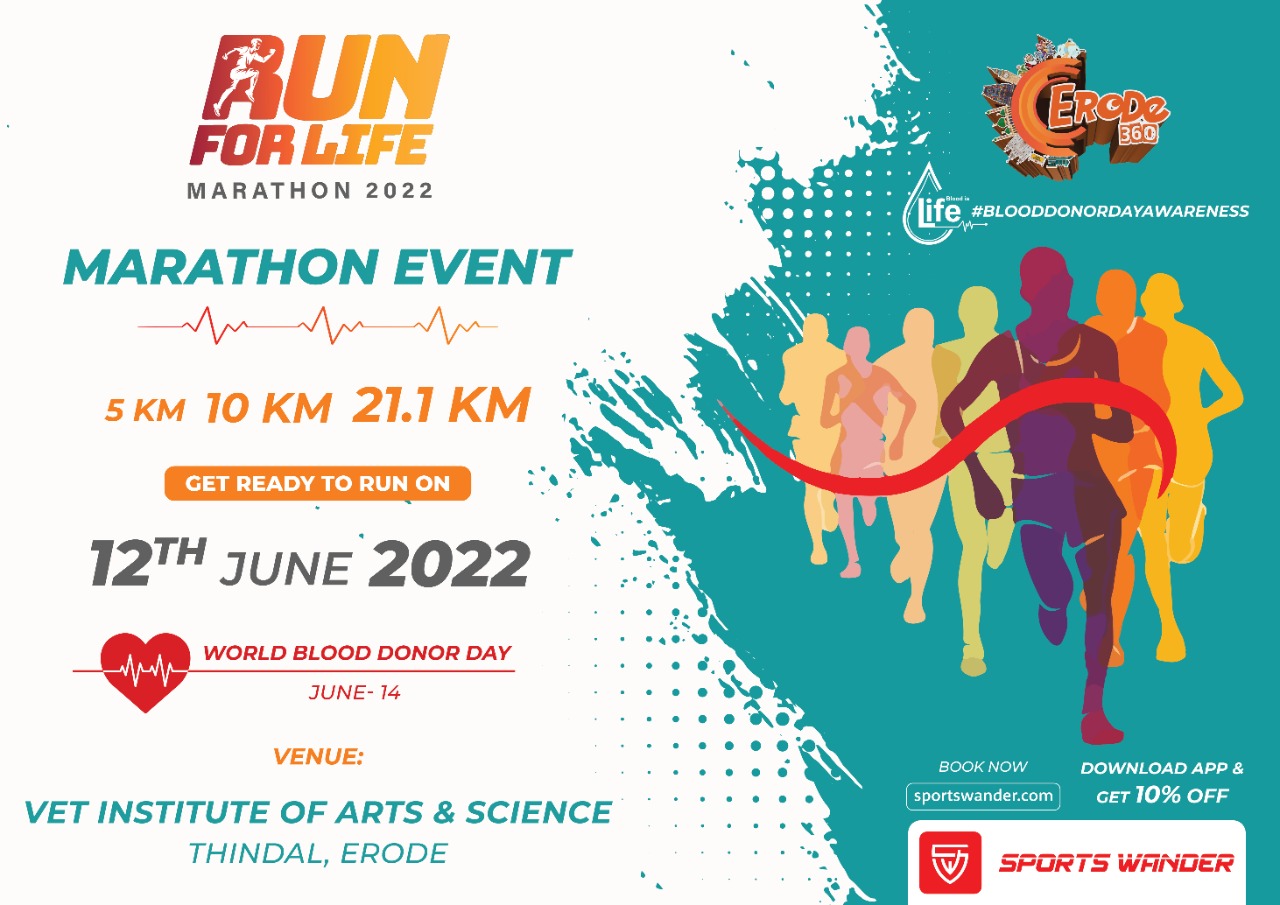 RUN
FOR LIFE
MARATHON 2022
MARATHON EVENT
5 KM 10 KM 21.1 KM
GET READY TO RUN ON
12TH JUNE 2022
WORLD BLOOD DONOR DAY
JUNE- 14
VENUE:
VET INSTITUTE OF ARTS & SCIENCE
THINDAL, ERODE
ERODE
360
Blood is
Life
#BLOODDONORDAYAWARENESS
BOOK NOW
sportswander.com
DOWNLOAD APP &
GET 10% OFF
SPORTS WANDER